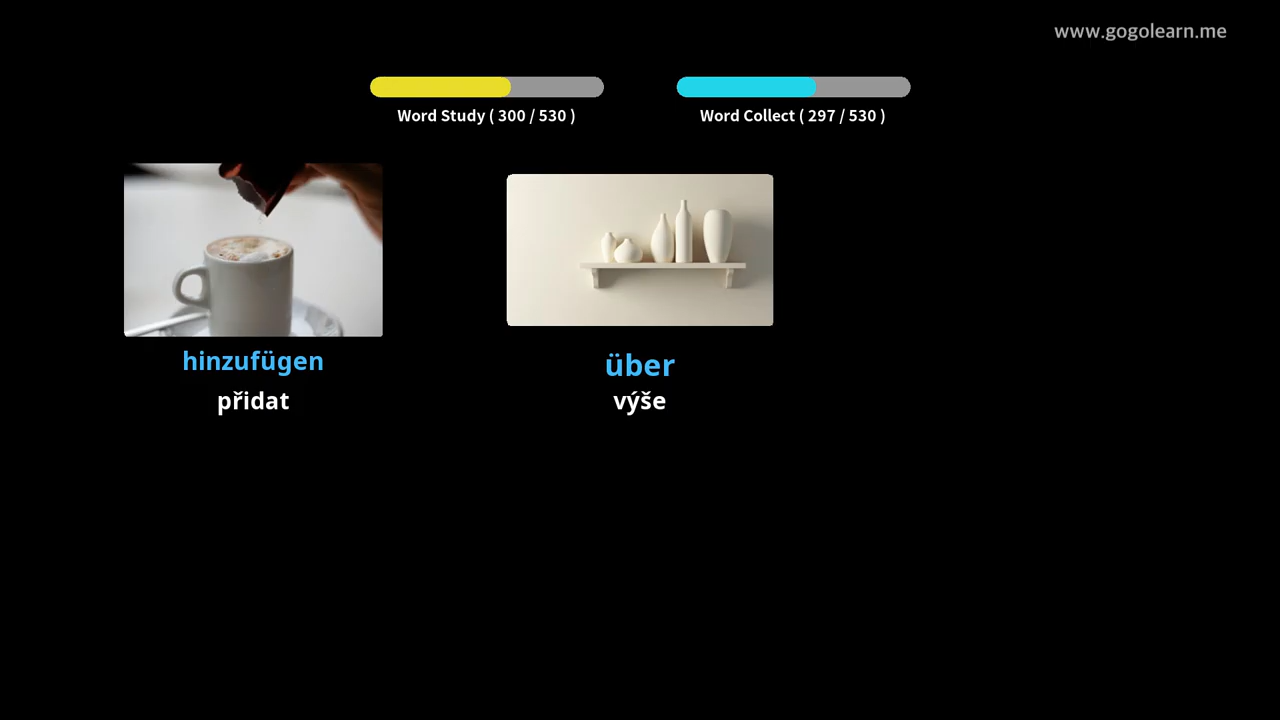 www.gogolearn.me
Word Study ( 300 / 530 )
Word Collect ( 297 / 530 )
hinzufügen
přidat
über
výše